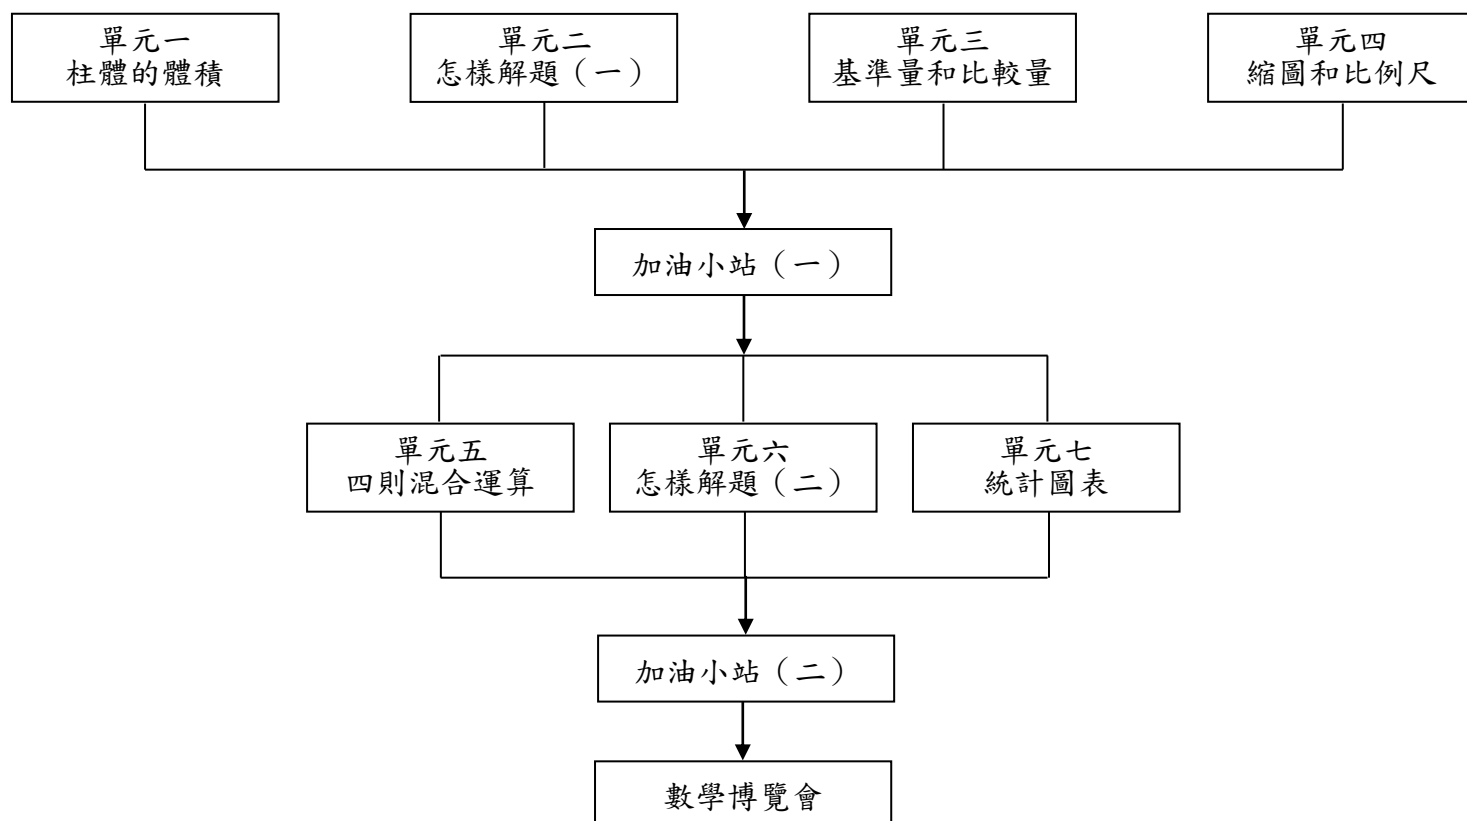 單元一
柱體的體積
單元二
怎樣解題（一）
單元三
基準量和比較量
單元四
縮圖和比例尺
加油小站（一）
單元五
四則混合運算
單元六
怎樣解題（二）
單元七
統計圖表
加油小站（二）
數學博覽會